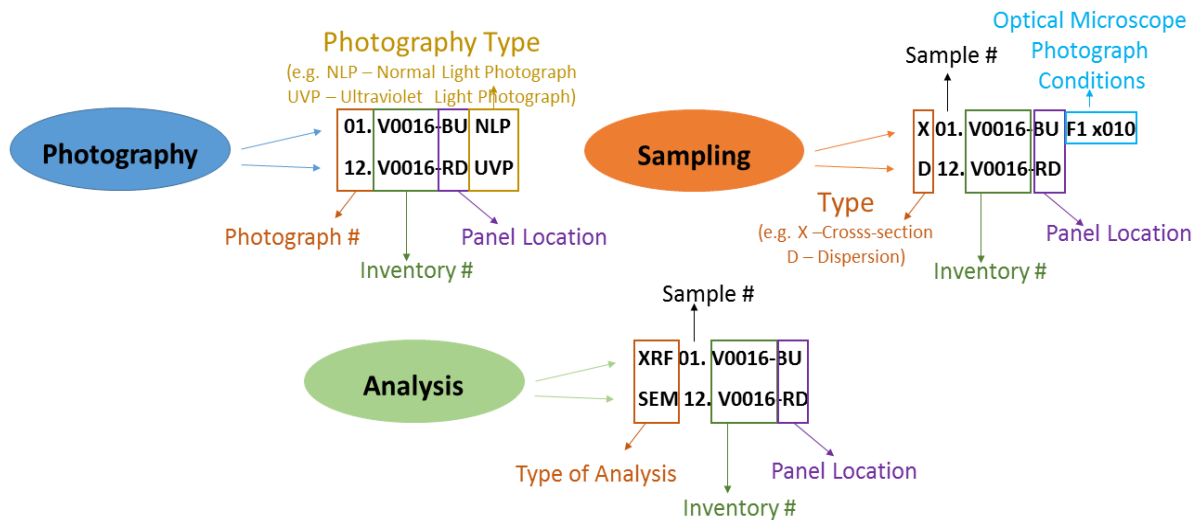 Photography
Photography Type
(e.g. NLP – Normal Light Photograph
UVP – Ultraviolet Light Photograph)
01. V0016-BU NLP
12. V0016-RD UVP
Photograph #
Inventory #
Panel Location
Sampling
Sample #
Optical Microscope
Photograph
Conditions
X 01. V0016-BU F1 x010
D 12. V0016-RD
Type
(e.g. X –Crosss-section
D – Dispersion)
Inventory #
Panel Location
Analysis
Sample #
XRF 01. V0016-BU
SEM 12. V0016-RD
Type of Analysis
Inventory #
Panel Location